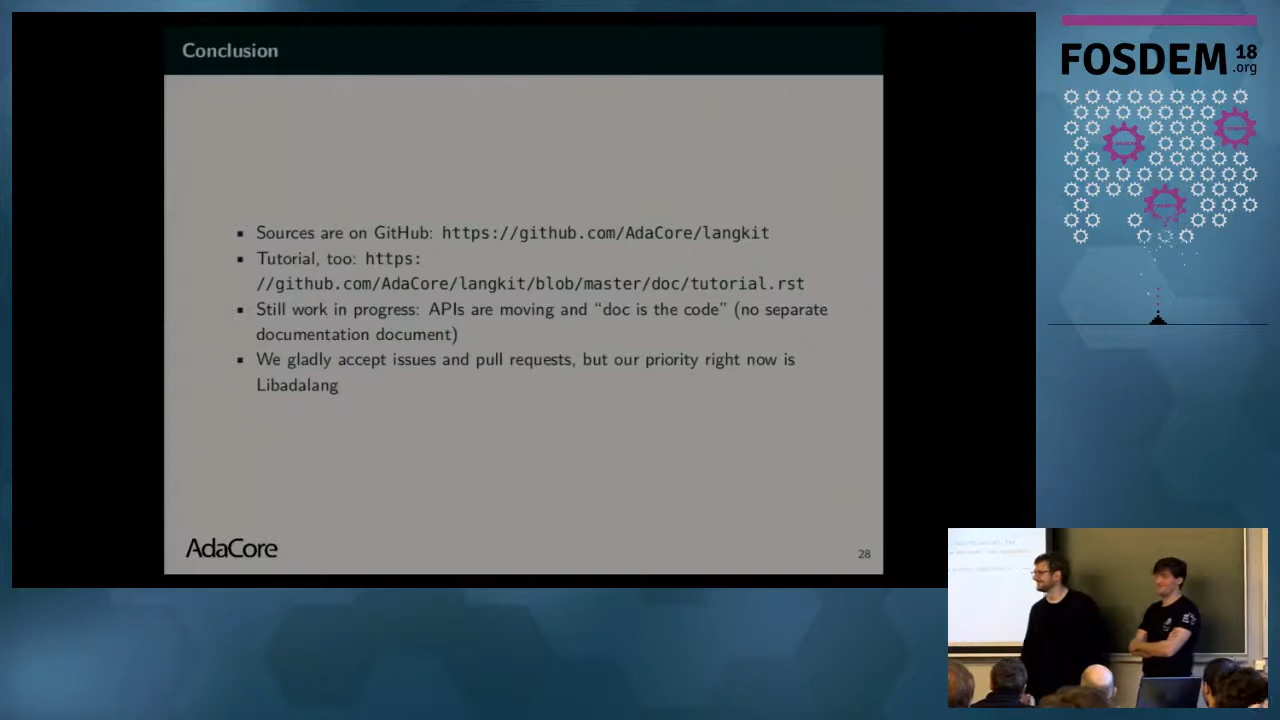 Conclusion
▪ Sources are on GitHub: https://github.com/AdaCore/langkit
▪ Tutorial, too: https:
//github.com/AdaCore/langkit/blob/master/doc/tutorial.rst
▪ Still work in progress: APIs are moving and “doc is the code” (no separate
documentation document)
▪ We gladly accept issues and pull requests, but our priority right now is
Libadalang
AdaCore
28
FOSDEM 18
.org